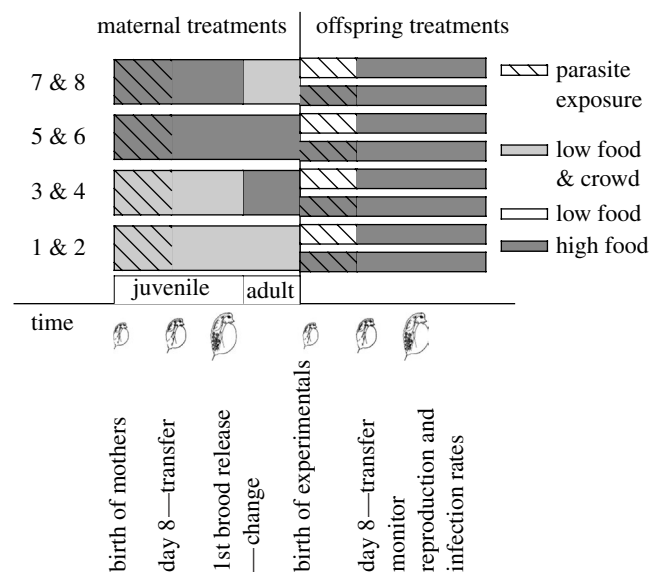 maternal treatments
offspring treatments
7 & 8
5 & 6
3 & 4
1 & 2
parasite
exposure
low food
& crowd
low food
high food
juvenile
adult
time
birth of mothers
day 8—transfer
1st brood release
—change
birth of experimentals
day 8—transfer
monitor
reproduction and
infection rates